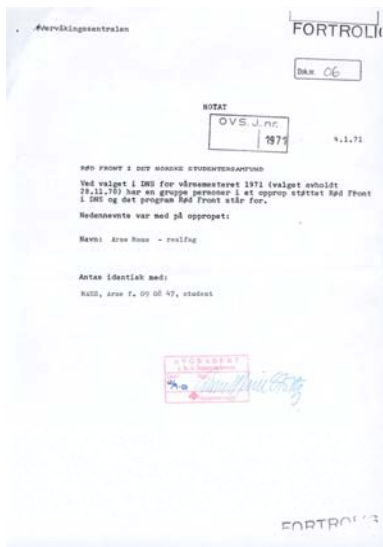 Overvåkingssentralen
FORTROLIG
Dok.nr. 06
NOTAT
OVS. J. nr.
1971
4.1.71
RØD FRONT I DET NORSKE STUDENTERSAMFUND
Ved valget i DNS for vårsemesteret 1971 (valget avholdt
28.11.70) har en gruppe personer i et opprop støttet Rød Front
i DNS og det program Rød Front står for.
Nedennevnte var med på oppropet:
Navn: Arne - realfag
Antas identisk med:
arne f. 09 08 47, student
AVGRADERT
FORTROLIG